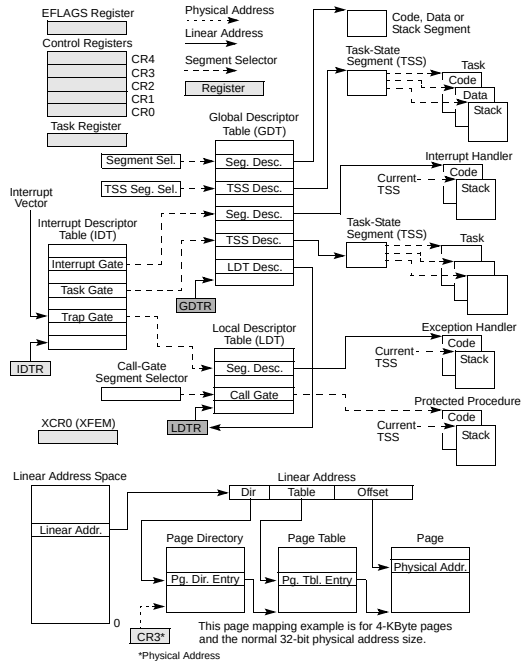 EFLAGS Register
Control Registers
CR4
CR3
CR2
CR1
CR0
Task Register
Physical Address
Linear Address
Segment Selector
Register
Code, Data or
Stack Segment
Task-State
Segment (TSS)
Task
Code
Data
Stack
Global Descriptor
Table (GDT)
Segment Sel.
Seg. Desc.
TSS Seg. Sel.
TSS Desc.
Seg. Desc.
TSS Desc.
LDT Desc.
GDTR
Interrupt Handler
Code
Current
TSS
Stack
Interrupt
Vector
Interrupt Descriptor
Table (IDT)
Interrupt Gate
Task Gate
Trap Gate
IDTR
Task-State
Segment (TSS)
Task
Local Descriptor
Table (LDT)
Call-Gate
Segment Selector
Seg. Desc.
Call Gate
LDTR
Exception Handler
Code
Current
TSS
Stack
Protected Procedure
Code
Current
TSS
Stack
XCR0 (XFEM)
Linear Address Space
Linear Addr.
0
Linear Address
Dir
Table
Offset
Page Directory
Pg. Dir. Entry
Page Table
Pg. Tbl. Entry
Page
Physical Addr.
CR3*
*Physical Address
This page mapping example is for 4-KByte pages
and the normal 32-bit physical address size.